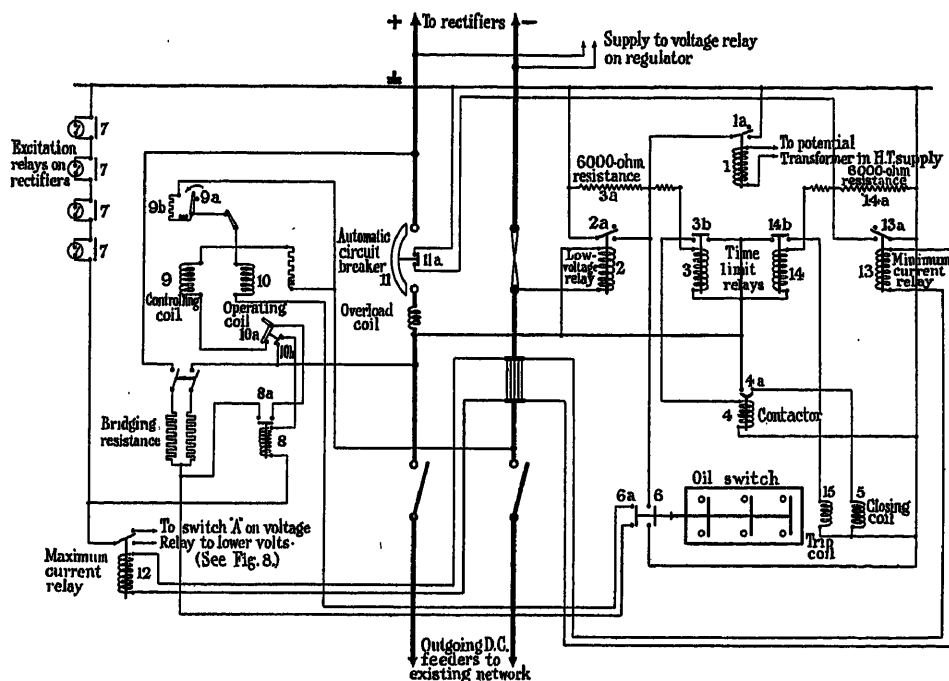 + To rectifiers −
Supply to voltage relay
on regulator
+
7
7
7
7
7
7
7
7
Excitation
relays on
rectifiers
1a
1
To potential
Transformer in H.T. supply
6000-ohm
resistance
3a
6000-ohm
resistance
14a
9b
9a
Automatic
circuit
breaker
11
11a
2a
Low-
voltage
relay
2
3b
14b
13a
3
Time
limit
relays
14
13
Minimum
current
relay
9
10
Controlling
coil
Operating
coil
10a
10b
Overload
coil
8a
8
Bridging
resistance
4a
4
Contactor
Oil switch
6a
6
15
5
Closing
coil
Trip
coil
To switch "A" on voltage
Relay to lower volts.
(See Fig. 8.)
Maximum
current
relay
12
Outgoing D.C.
feeders to
existing network